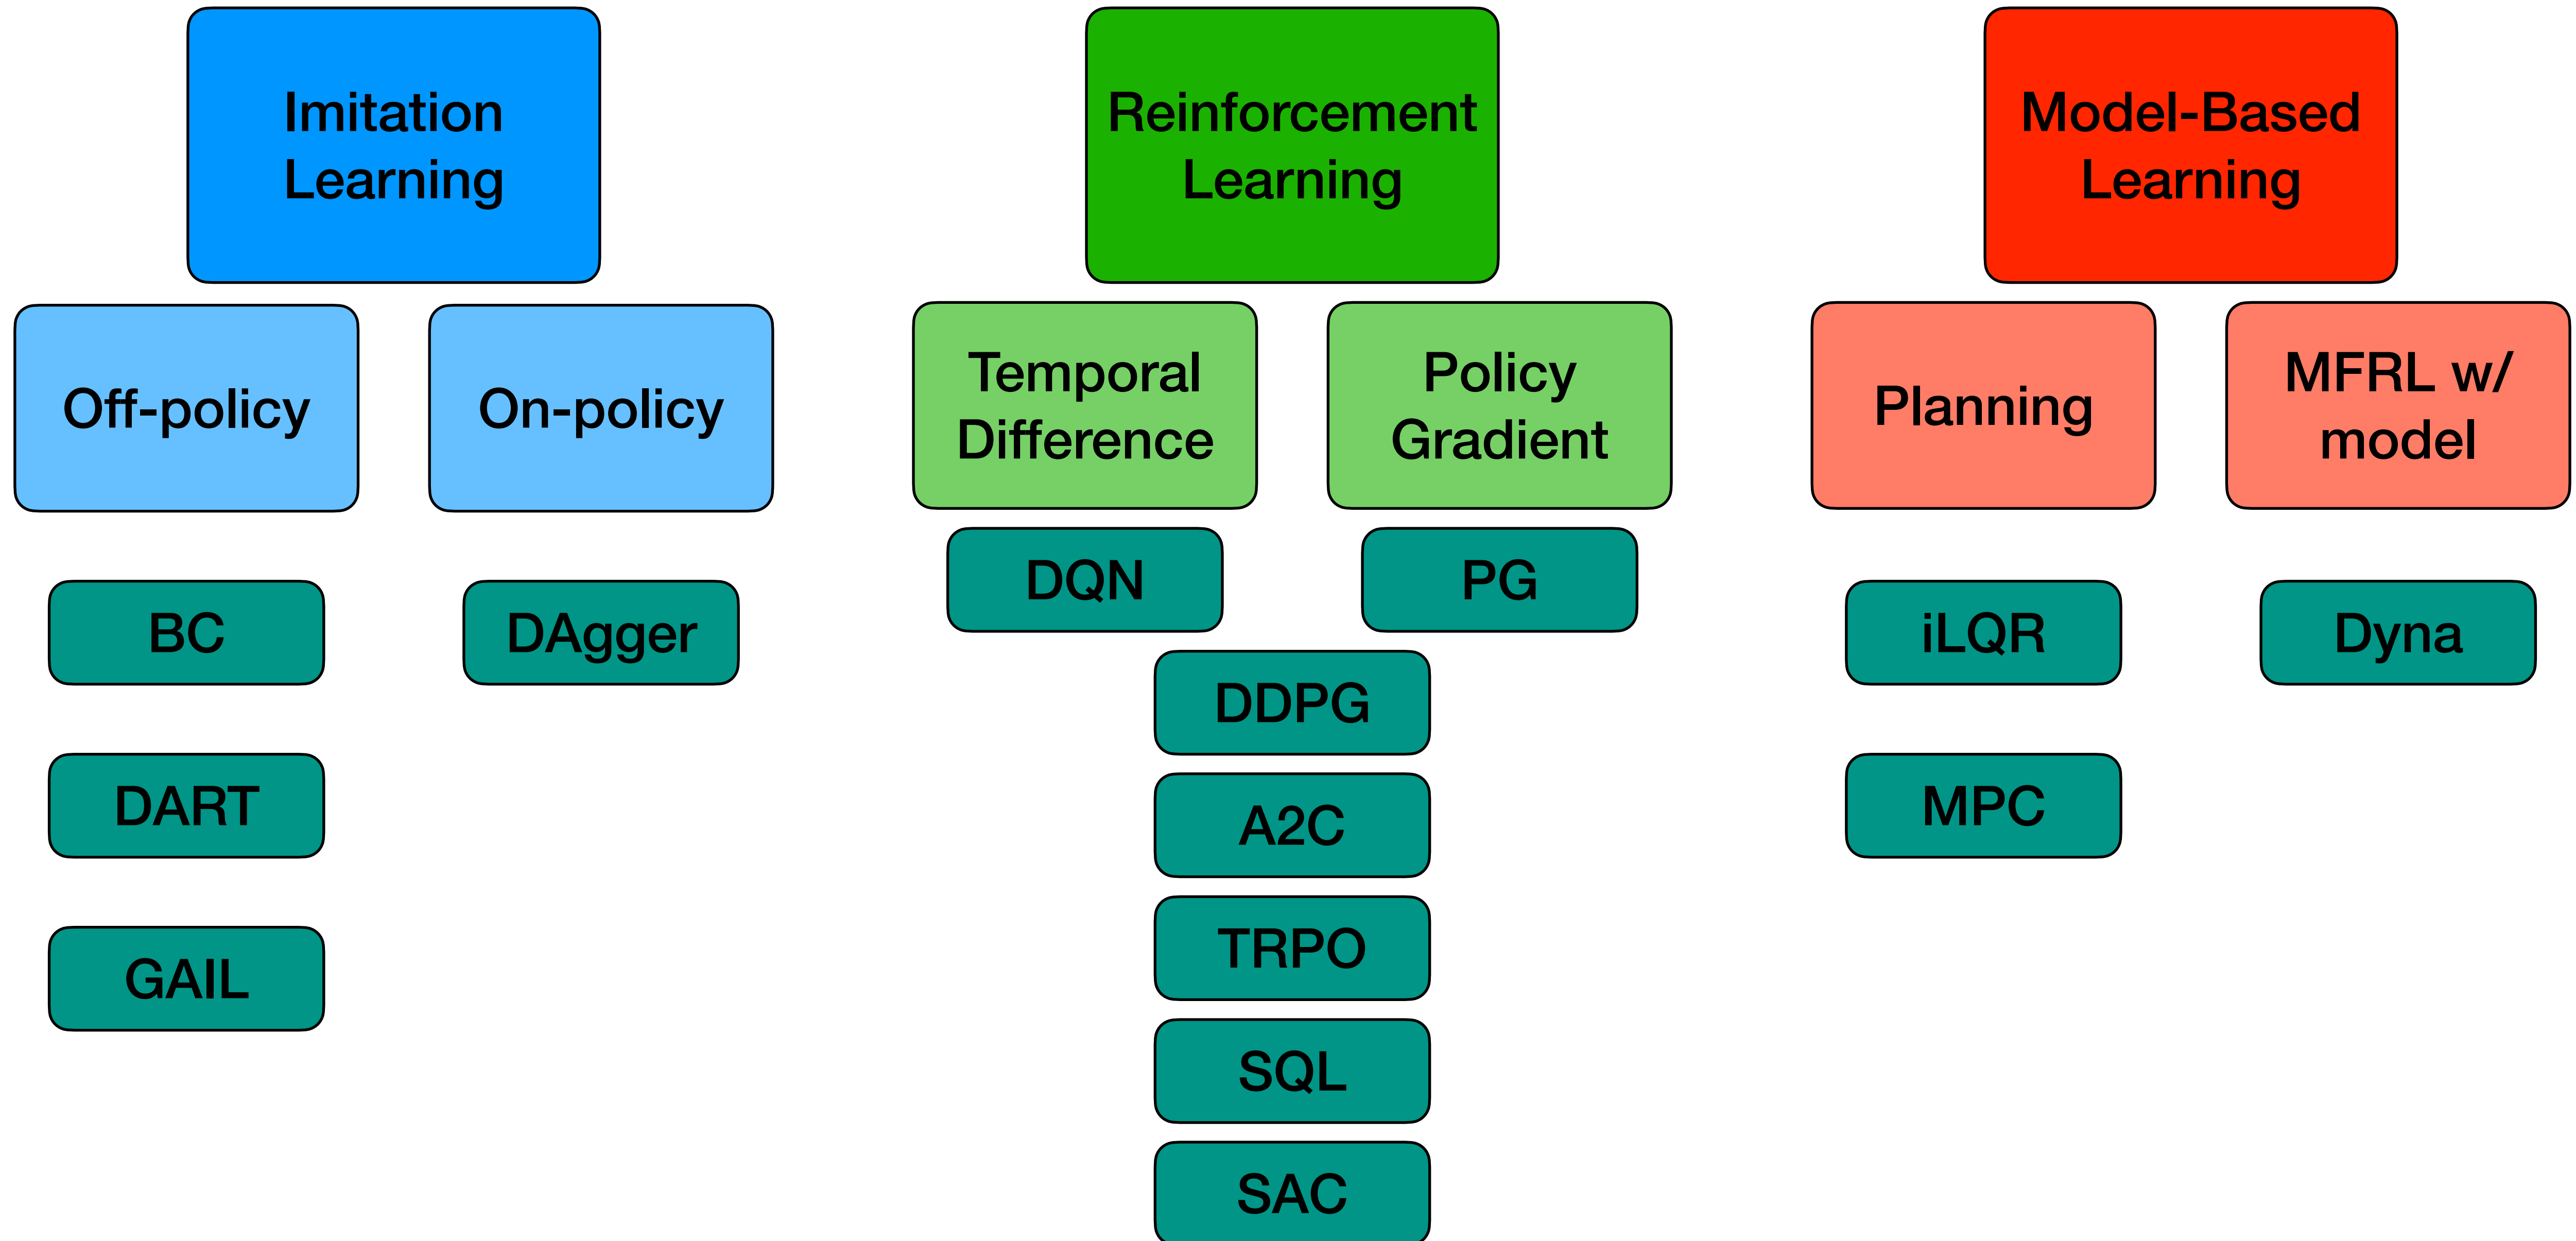 Imitation
Learning
Reinforcement
Learning
Model-Based
Learning
Off-policy
On-policy
Temporal
Difference
Policy
Gradient
Planning
MFRL w/
model
BC
DAgger
DQN
PG
iLQR
Dyna
DDPG
DART
A2C
MPC
GAIL
TRPO
SQL
SAC